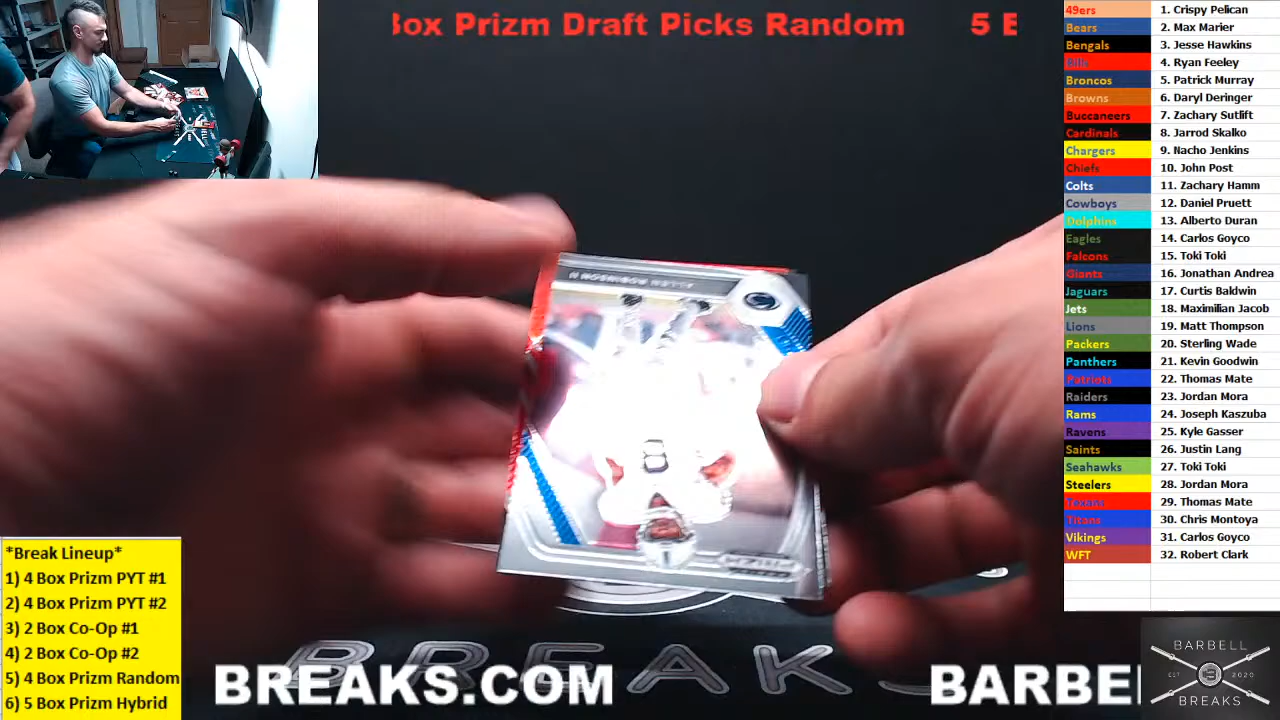 Box Prizm Draft Picks Random 5 B
49ers 1. Crispy Pelican
Bears 2. Max Marier
Bengals 3. Jesse Hawkins
Bills 4. Ryan Feeley
Broncos 5. Patrick Murray
Browns 6. Daryl Deringer
Buccaneers 7. Zachary Sutlift
Cardinals 8. Jarrod Skalko
Chargers 9. Nacho Jenkins
Chiefs 10. John Post
Colts 11. Zachary Hamm
Cowboys 12. Daniel Pruett
Dolphins 13. Alberto Duran
Eagles 14. Carlos Goyco
Falcons 15. Toki Toki
Giants 16. Jonathan Andrea
Jaguars 17. Curtis Baldwin
Jets 18. Maximilian Jacob
Lions 19. Matt Thompson
Packers 20. Sterling Wade
Panthers 21. Kevin Goodwin
Patriots 22. Thomas Mate
Raiders 23. Jordan Mora
Rams 24. Joseph Kaszuba
Ravens 25. Kyle Gasser
Saints 26. Justin Lang
Seahawks 27. Toki Toki
Steelers 28. Jordan Mora
Texans 29. Thomas Mate
Titans 30. Chris Montoya
Vikings 31. Carlos Goyco
WFT 32. Robert Clark
ALLEN ROBINSON II
*Break Lineup*
1) 4 Box Prizm PYT #1
2) 4 Box Prizm PYT #2
3) 2 Box Co-Op #1
4) 2 Box Co-Op #2
5) 4 Box Prizm Random
6) 5 Box Prizm Hybrid
BREAKS
BREAKS.COM BARBE
BARBELL
EST 2020
BREAKS